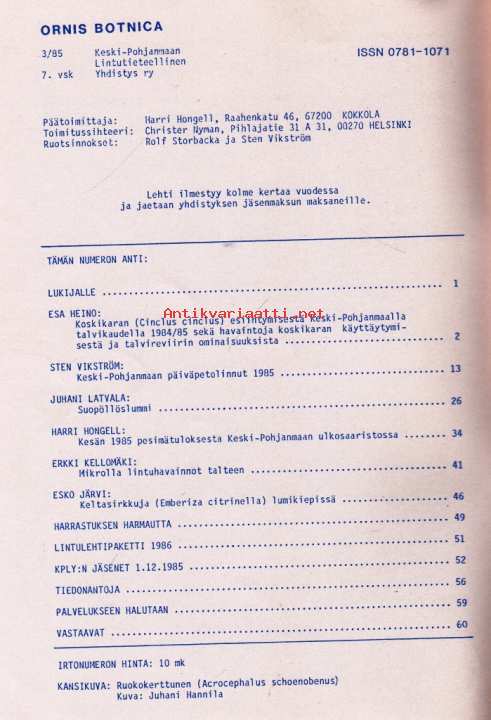 ORNIS BOTNICA
3/85 Keski-Pohjanmaan ISSN 0781-1071
Lintutieteellinen
7. vsk Yhdistys ry
Päätoimittaja: Harri Hongell, Raahenkatu 46, 67200 KOKKOLA
Toimitussihteeri: Christer Nyman, Pihlajatie 31 A 31, 00270 HELSINKI
Ruotsinnokset: Rolf Storbacka ja Sten Vikström
Lehti ilmestyy kolme kertaa vuodessa
ja jaetaan yhdistyksen jäsenmaksun maksaneille.
TÄMÄN NUMERON ANTI:
LUKIJALLE 1
ESA HEINO:
Antikvariaatti.net
Koskikaran (Cinclus cinclus) esiintymisestä Keski-Pohjanmaalla
talvikaudella 1984/85 sekä havaintoja koskikaran käyttäytymi-
sestä ja talvireviirin ominaisuuksista 2
STEN VIKSTRÖM:
Keski-Pohjanmaan päiväpetolinnut 1985 13
JUHANI LATVALA:
Suopöllöslummi 26
HARRI HONGELL:
Kesän 1985 pesimätuloksesta Keski-Pohjanmaan ulkosaaristossa 34
ERKKI KELLOMÄKI:
Mikrolla lintuhavainnot talteen 41
ESKO JÄRVI:
Keltasirkkuja (Emberiza citrinella) lumikiepissä 46
HARRASTUKSEN HARMAUTTA 49
LINTULEHTIPAKETTI 1986 51
KPLY:N JÄSENET 1.12.1985 52
TIEDONANTOJA 56
PALVELUKSEEN HALUTAAN 59
VASTAAVAT 60
IRTONUMERON HINTA: 10 mk
KANSIKUVA: Ruokokerttunen (Acrocephalus schoenobenus)
Kuva: Juhani Hannila